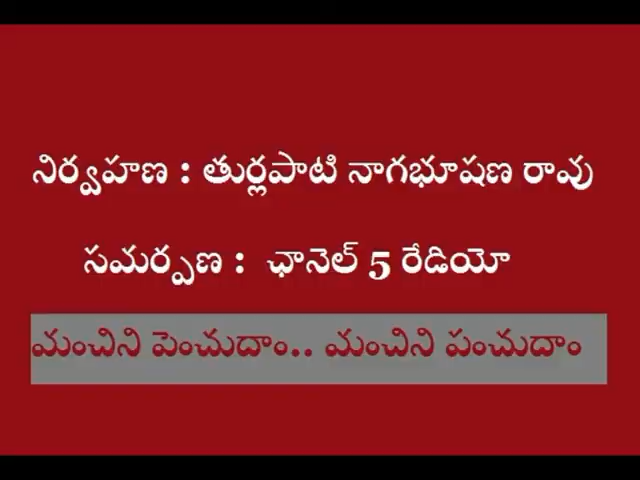 నిర్వహణ : తుర్లపాటి నాగభూషణ రావు
సమర్పణ : ఛానెల్ 5 రేడియో
మంచిని పెంచుదాం.. మంచిని పంచుదాం